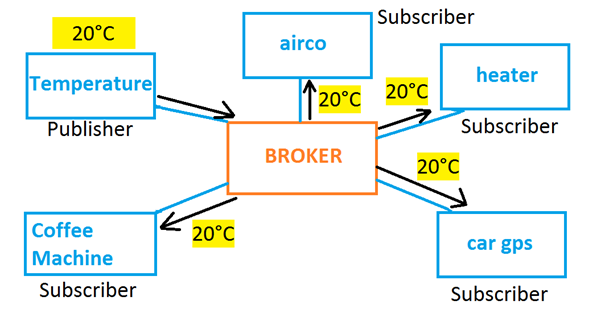 20°C
Temperature
Publisher
airco
Subscriber
20°C
heater
Subscriber
20°C
BROKER
20°C
car gps
Subscriber
20°C
Coffee
Machine
Subscriber